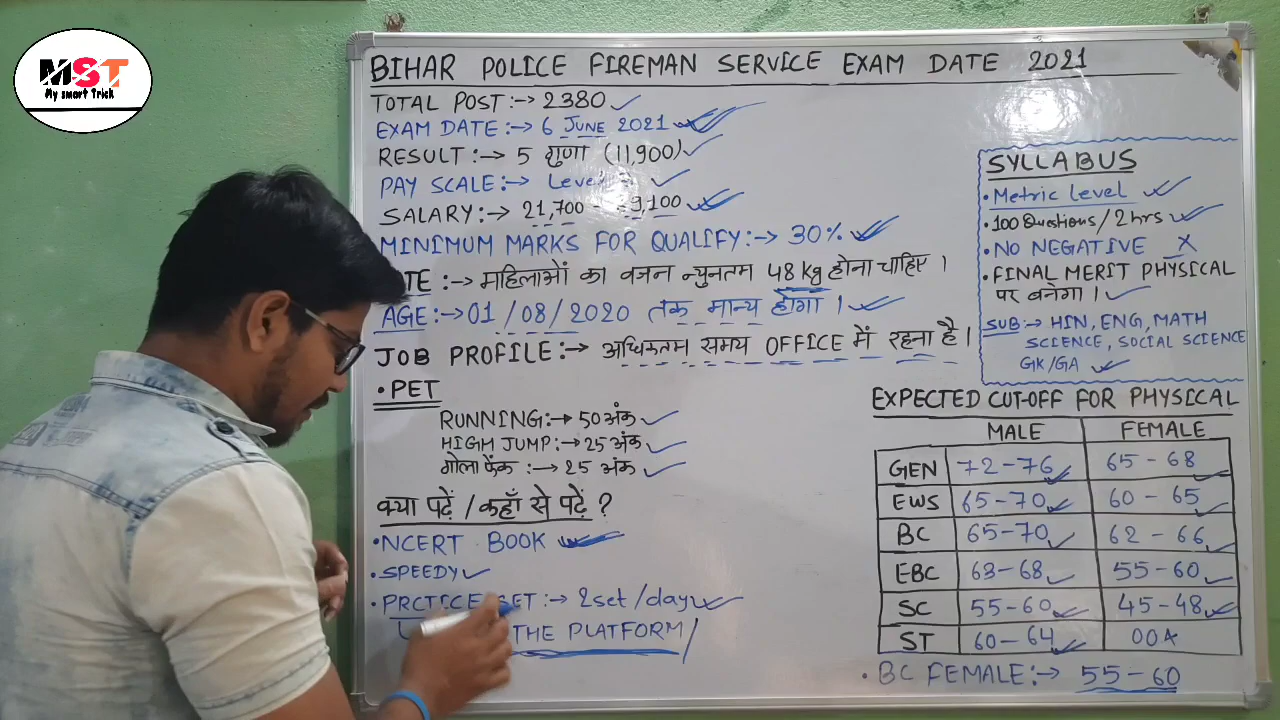 MST
My smart Trick
BIHAR POLICE FIREMAN SERVICE EXAM DATE 2021
TOTAL POST:→ 2380
EXAM DATE:→ 6 JUNE 2021
RESULT:→ 5 गुणा (11,900)
PAY SCALE:→ Level
SALARY:→ 21,700 9,100
MINIMUM MARKS FOR QUALIFY:→ 30%
:→ महिलाओं का वजन न्युनतम 48 Kg होना चाहिए।
AGE:→ 01/08/2020 तक मान्य होगा।
JOB PROFILE:→ अधिकतम समय OFFICE में रहना है।
• PET
RUNNING:→ 50 अंक
HIGH JUMP:→ 25 अंक
गोला फेंक :→ 25 अंक
क्या पढ़ें / कहाँ से पढ़ें ?
• NCERT BOOK
• SPEEDY
• PRCTICE SET :→ 2set/day
THE PLATFORM
SYLLABUS
• Metric Level
• 100 Questions/2 hrs
• NO NEGATIVE X
• FINAL MERIT PHYSICAL
पर बनेगा।
SUB:→ HIN, ENG, MATH
SCIENCE, SOCIAL SCIENCE
GK/GA
EXPECTED CUT-OFF FOR PHYSICAL
MALE FEMALE
GEN 72-76 65-68
EWS 65-70 60-65
BC 65-70 62-66
EBC 63-68 55-60
SC 55-60 45-48
ST 60-64
• BC FEMALE:→ 55-60